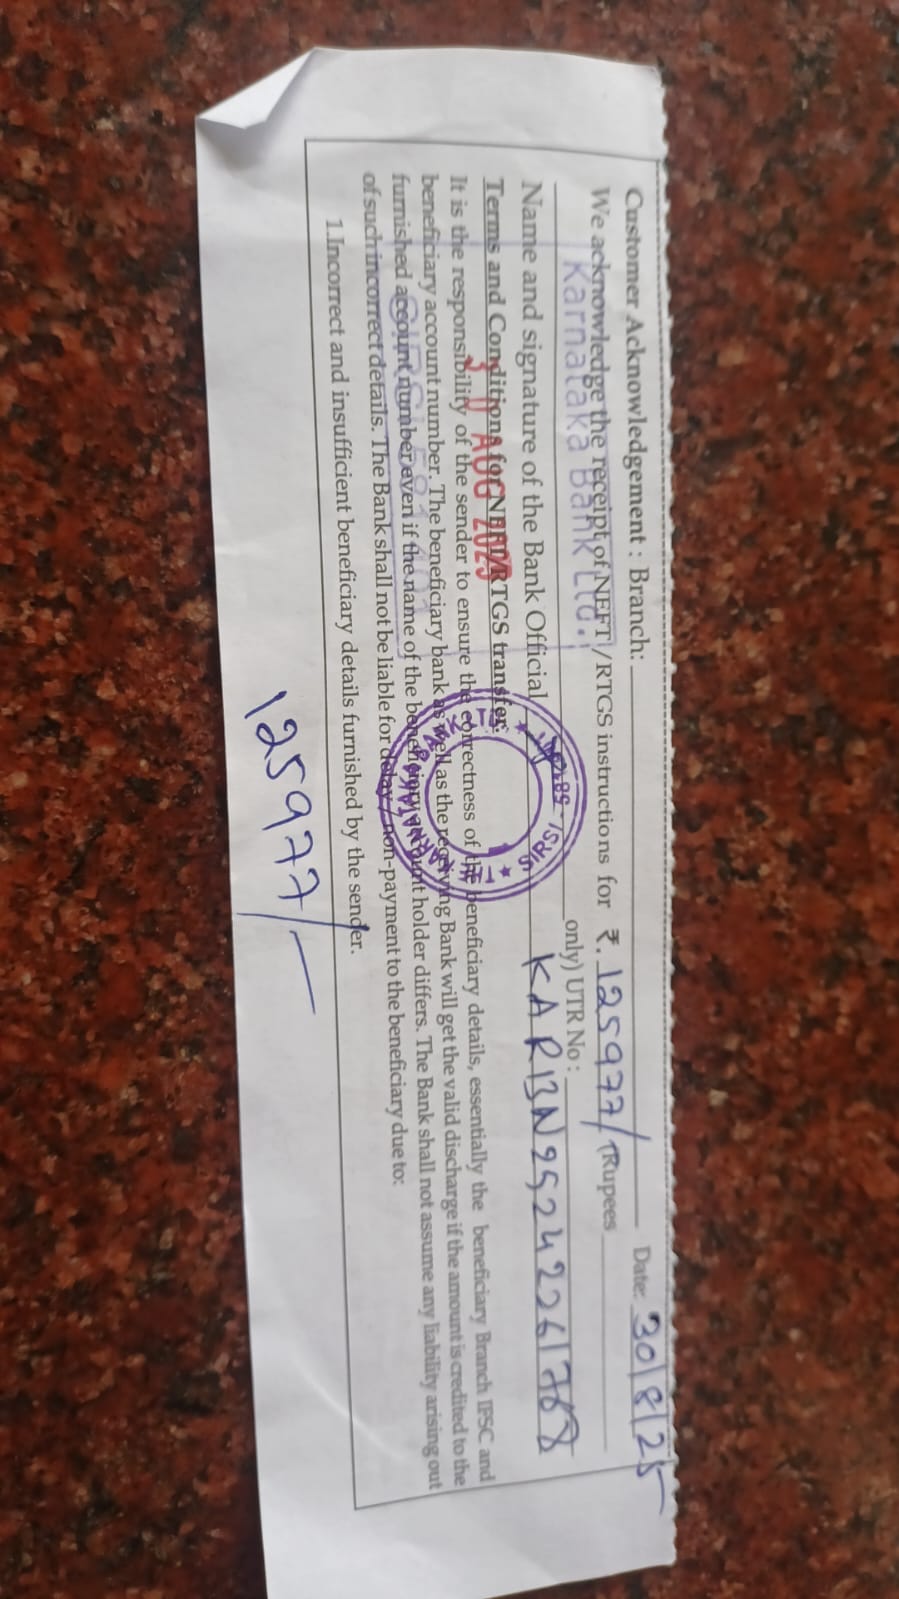 Customer Acknowledgement : Branch: Date: 30/8/25
We acknowledge the receipt of NEFT / RTGS instructions for ₹. 125977/- (Rupees
Karnataka Bank Ltd.;
only) UTR No : KARBN25242261788
Name and signature of the Bank Official
Terms and Conditions for NEFT/RTGS transfer:
30 AUG 2025
It is the responsibility of the sender to ensure the correctness of the beneficiary details, essentially the beneficiary Branch IFSC and
beneficiary account number. The beneficiary bank as well as the receiving Bank will get the valid discharge if the amount is credited to the
furnished account number even if the name of the beneficiary account holder differs. The Bank shall not assume any liability arising out
of such incorrect details. The Bank shall not be liable for delay / non-payment to the beneficiary due to:
1.Incorrect and insufficient beneficiary details furnished by the sender.
125977/-